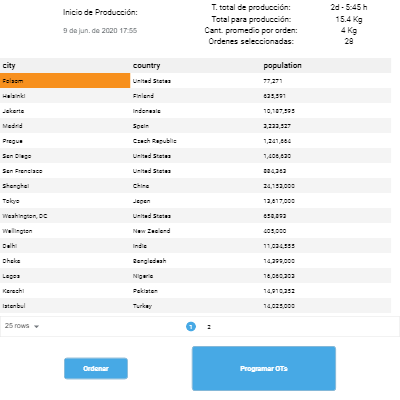 Inicio de Producción:
9 de jun. de 2020 17:55
T. total de producción: 2d - 5:45 h
Total para producción: 15.4 Kg
Cant. promedio por orden: 4 Kg
Ordenes seleccionadas: 28
city country population
Folsom United States 77,271
Helsinki Finland 635,591
Jakarta Indonesia 10,187,595
Madrid Spain 3,233,527
Prague Czech Republic 1,241,664
San Diego United States 1,406,630
San Francisco United States 884,363
Shanghai China 24,153,000
Tokyo Japan 13,617,000
Washington, DC United States 658,893
Wellington New Zealand 405,000
Delhi India 11,034,555
Dhaka Bangladesh 14,399,000
Lagos Nigeria 16,060,303
Karachi Pakistan 14,910,352
Istanbul Turkey 14,025,000
25 rows 1 2
Ordenar Programar OTs